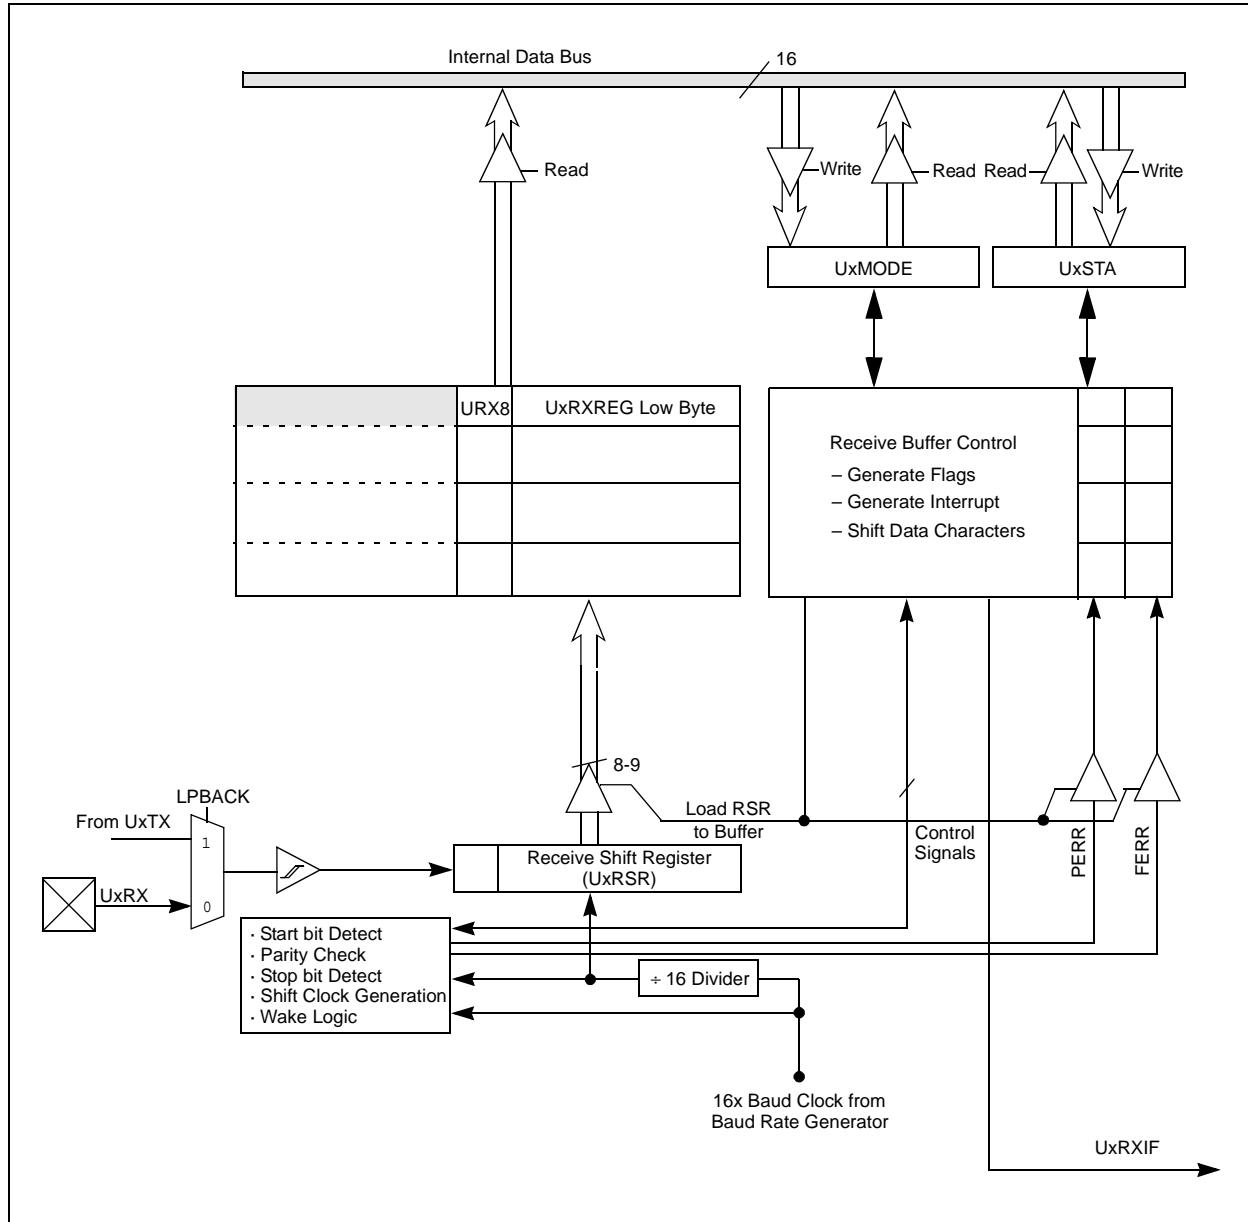 Internal Data Bus
16
Read
Write
Read
Read
Write
UxMODE
UxSTA
URX8
UxRXREG Low Byte
Receive Buffer Control
– Generate Flags
– Generate Interrupt
– Shift Data Characters
8-9
LPBACK
From UxTX
1
UxRX
0
Load RSR
to Buffer
Control
Signals
PERR
FERR
Receive Shift Register
(UxRSR)
· Start bit Detect
· Parity Check
· Stop bit Detect
· Shift Clock Generation
· Wake Logic
÷ 16 Divider
16x Baud Clock from
Baud Rate Generator
UxRXIF